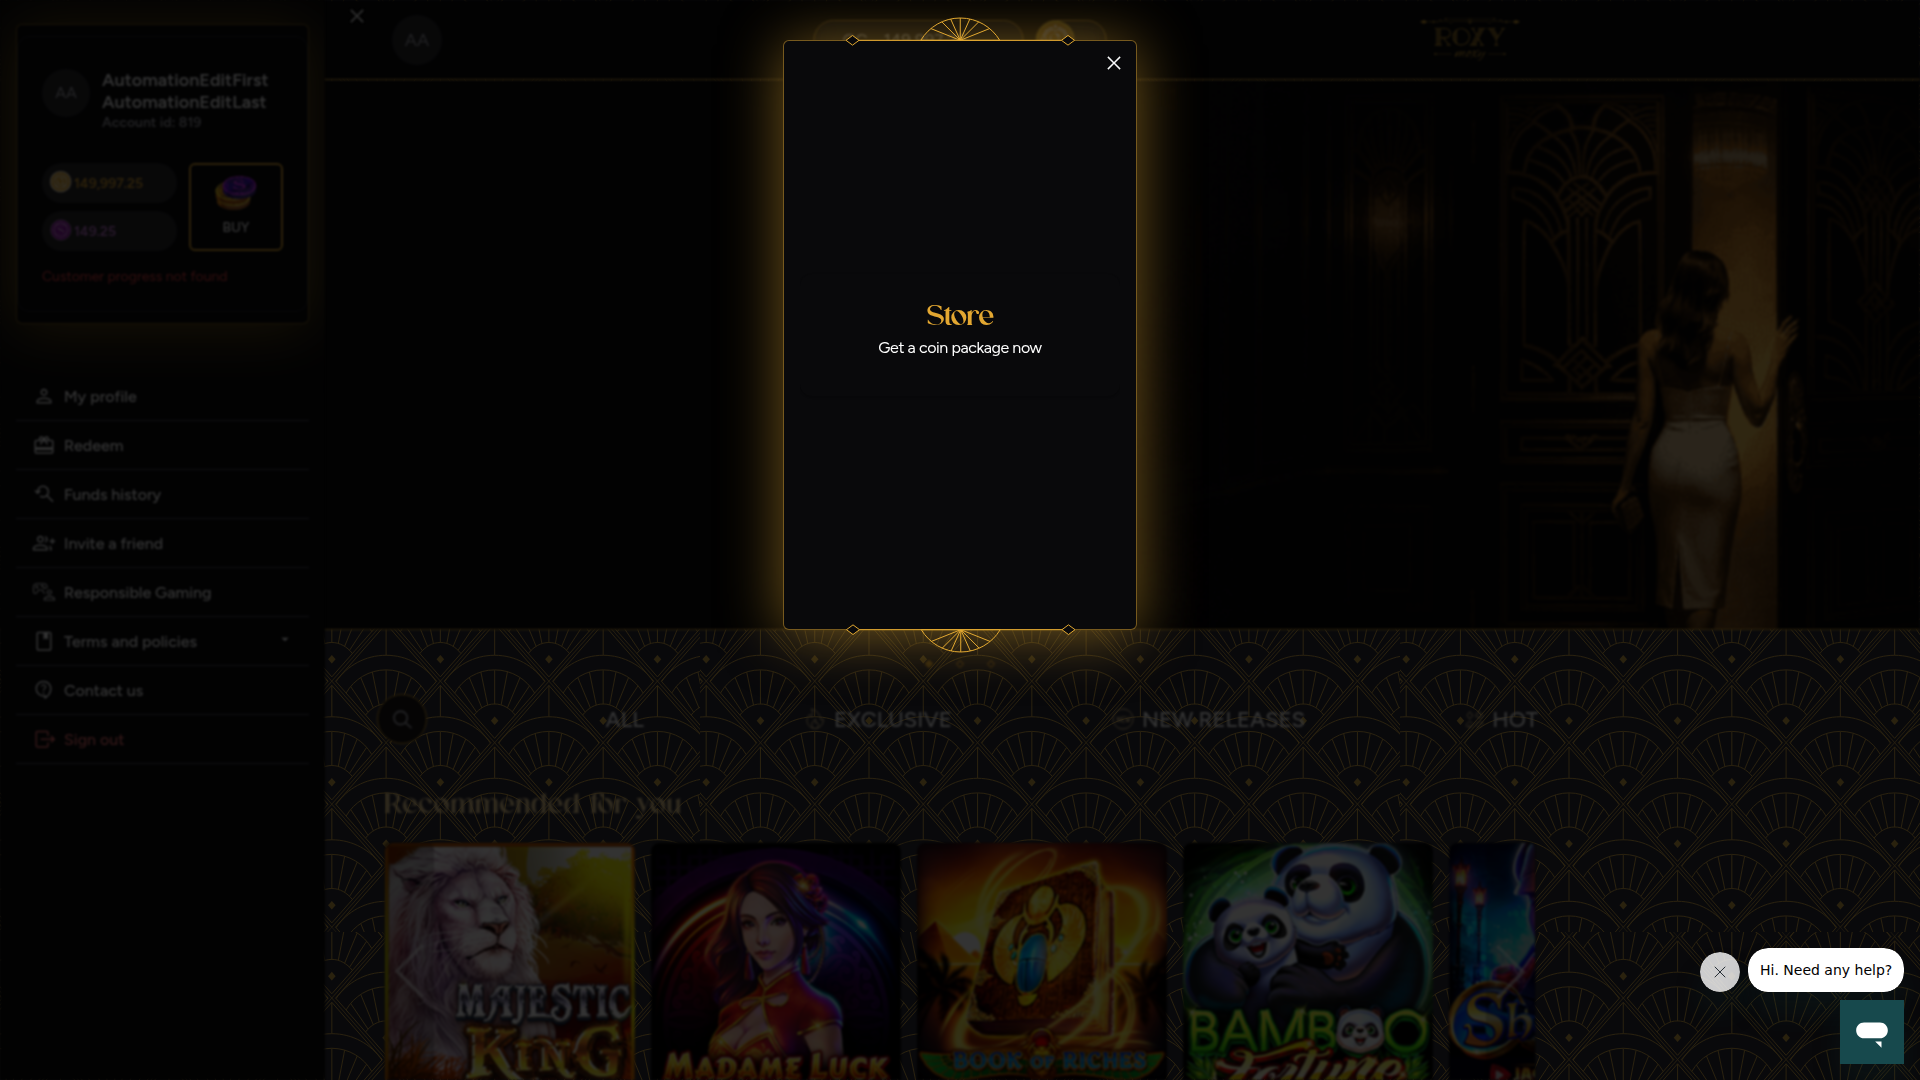 AA
AutomationEditFirst
AutomationEditLast
Account id: 819
149,997.25
149.25
BUY
Customer progress not found
My profile
Redeem
Funds history
Invite a friend
Responsible Gaming
Terms and policies
Contact us
Sign out
AA
ROXY
Store
Get a coin package now
ALL
EXCLUSIVE
NEW RELEASES
HOT
Recommended for you
MAJESTIC
KING
MADAME LUCK
BOOK OF RICHES
BAMBOO
Fortune
Sh
JA
Hi. Need any help?